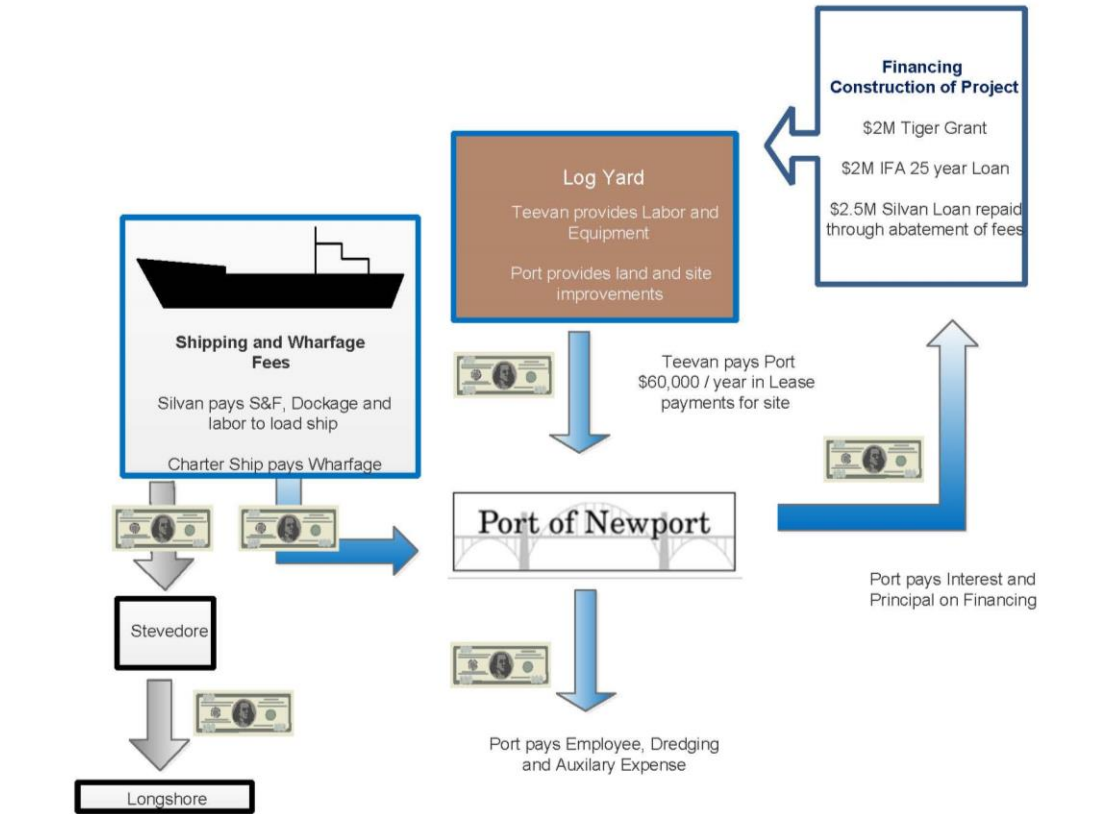 Financing
Construction of Project
$2M Tiger Grant
$2M IFA 25 year Loan
$2.5M Silvan Loan repaid
through abatement of fees
Log Yard
Teevan provides Labor and
Equipment
Port provides land and site
improvements
Shipping and Wharfage
Fees
Silvan pays S&F, Dockage and
labor to load ship
Charter Ship pays Wharfage
Teevan pays Port
$60,000 / year in Lease
payments for site
Port of Newport
Port pays Interest and
Principal on Financing
Stevedore
Port pays Employee, Dredging
and Auxilary Expense
Longshore